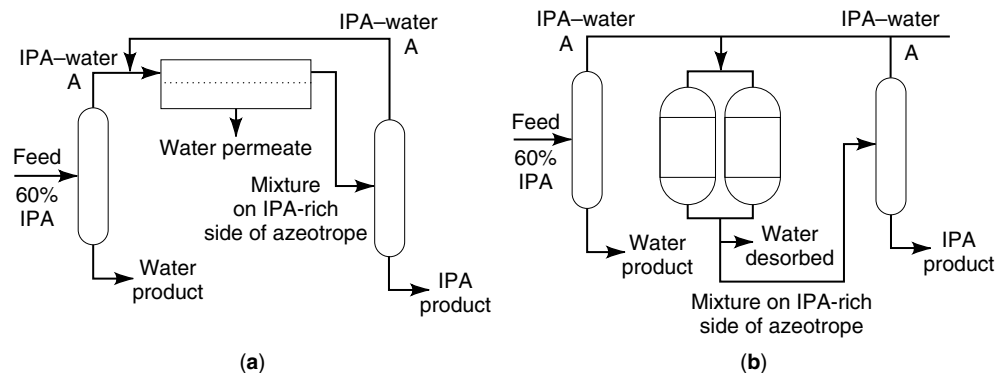 IPA–water
A
IPA–water
A
Feed
60%
IPA
Water permeate
Mixture
on IPA-rich
side of azeotrope
Water
product
IPA
product
(a)
IPA–water
A
IPA–water
A
Feed
60%
IPA
Water
product
Water
desorbed
IPA
product
Mixture on IPA-rich
side of azeotrope
(b)